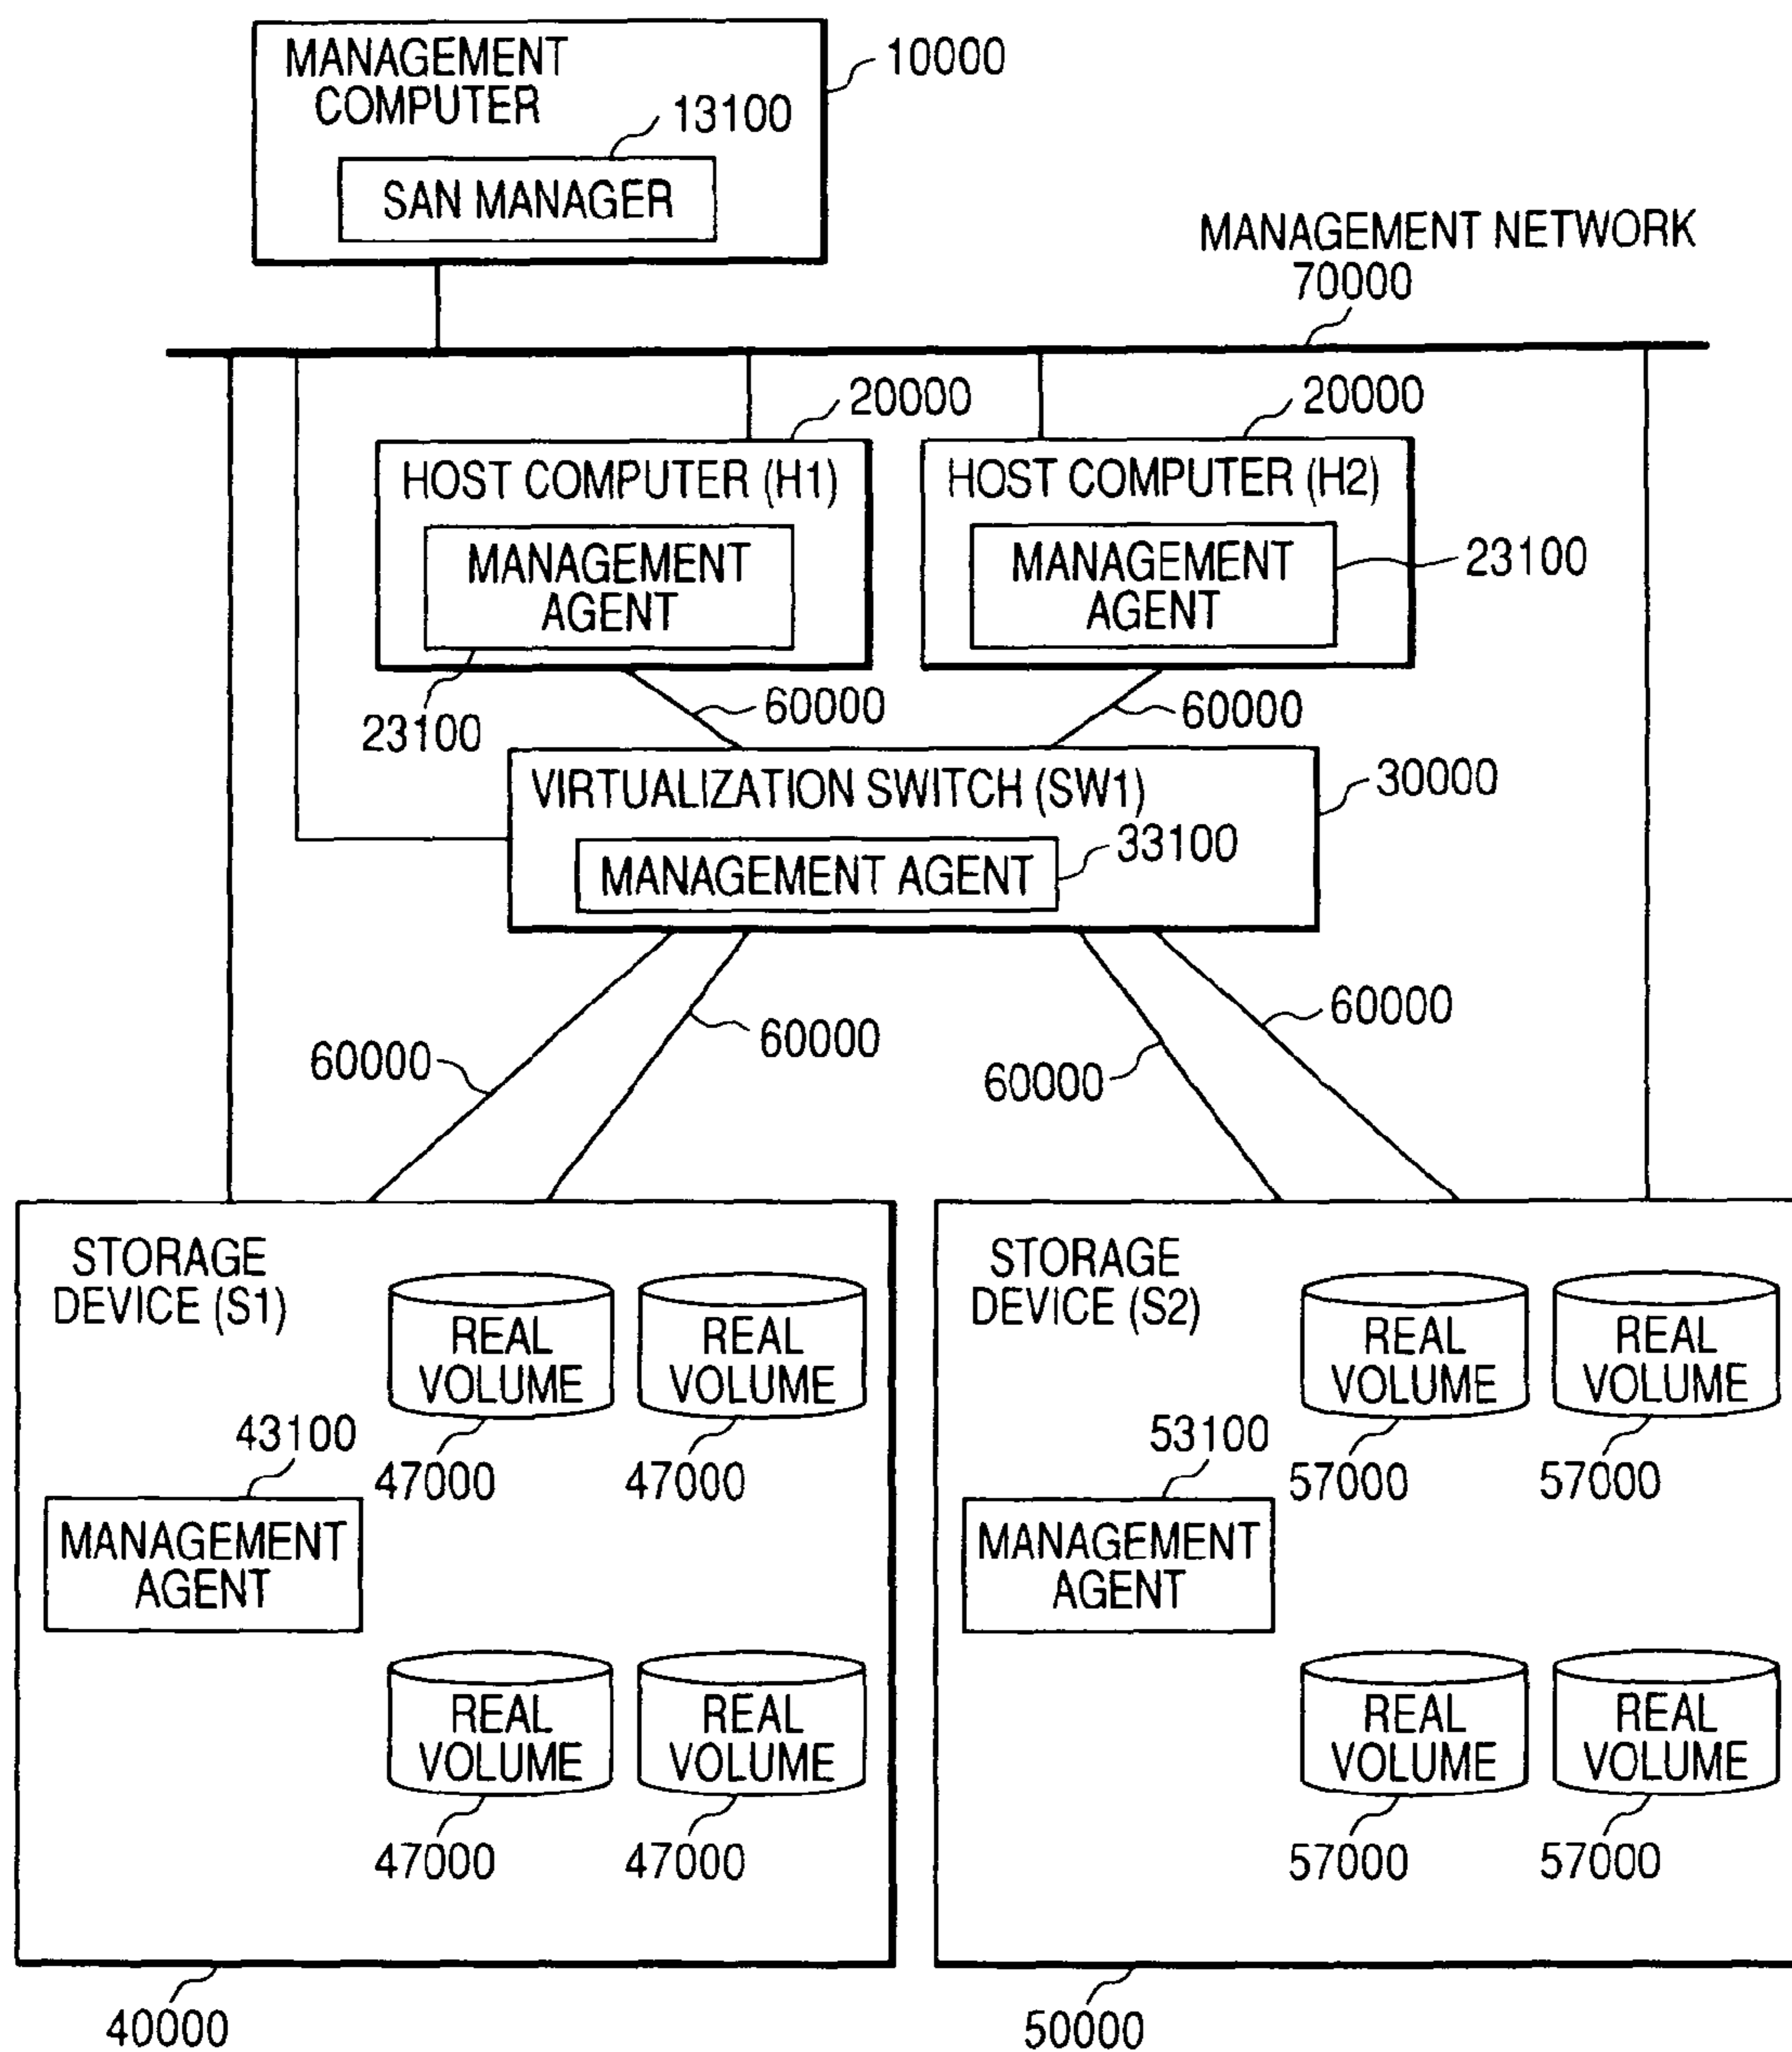 MANAGEMENT
COMPUTER
10000
13100
SAN MANAGER
MANAGEMENT NETWORK
70000
20000
20000
HOST COMPUTER (H1)
HOST COMPUTER (H2)
MANAGEMENT
AGENT
MANAGEMENT
AGENT
23100
23100
60000
60000
VIRTUALIZATION SWITCH (SW1)
30000
MANAGEMENT AGENT
33100
60000
60000
60000
60000
STORAGE
DEVICE (S1)
REAL
VOLUME
REAL
VOLUME
43100
47000
47000
MANAGEMENT
AGENT
REAL
VOLUME
REAL
VOLUME
47000
47000
40000
STORAGE
DEVICE (S2)
REAL
VOLUME
REAL
VOLUME
53100
57000
57000
MANAGEMENT
AGENT
REAL
VOLUME
REAL
VOLUME
57000
57000
50000